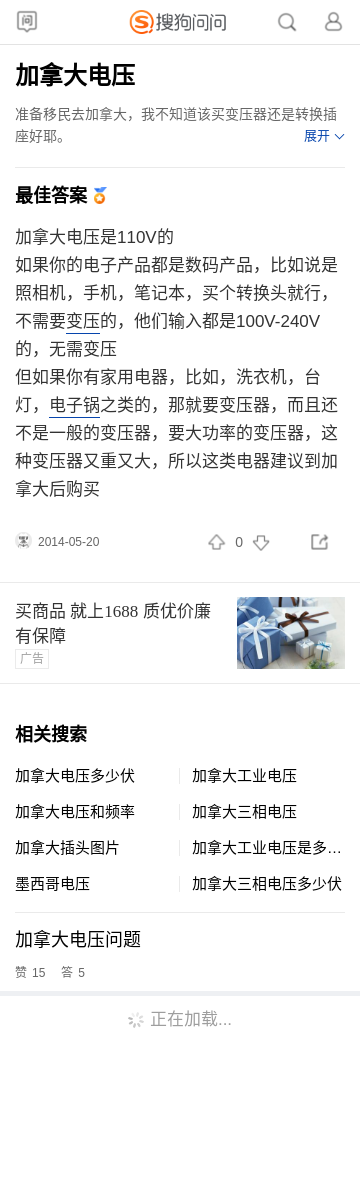 问 搜狗问问
加拿大电压
准备移民去加拿大，我不知道该买变压器还是转换插
座好耶。 展开
最佳答案
加拿大电压是110V的
如果你的电子产品都是数码产品，比如说是
照相机，手机，笔记本，买个转换头就行，
不需要变压的，他们输入都是100V-240V
的，无需变压
但如果你有家用电器，比如，洗衣机，台
灯，电子锅之类的，那就要变压器，而且还
不是一般的变压器，要大功率的变压器，这
种变压器又重又大，所以这类电器建议到加
拿大后购买
2014-05-20 0
买商品 就上1688 质优价廉
有保障
广告
相关搜索
加拿大电压多少伏 加拿大工业电压
加拿大电压和频率 加拿大三相电压
加拿大插头图片 加拿大工业电压是多...
墨西哥电压 加拿大三相电压多少伏
加拿大电压问题
赞 15 答 5
正在加载...